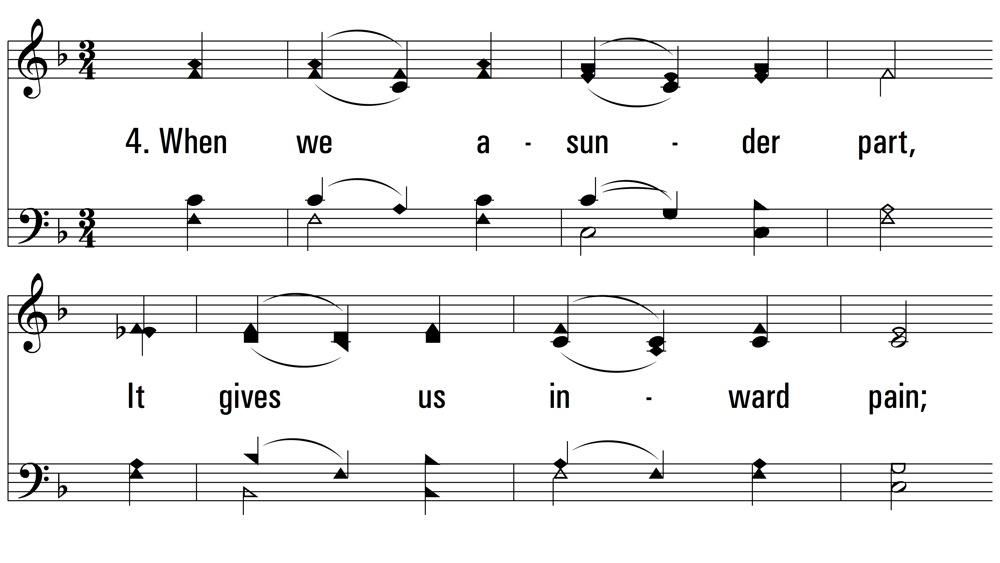 4. When we a - sun - der part,
It gives us in - ward pain;